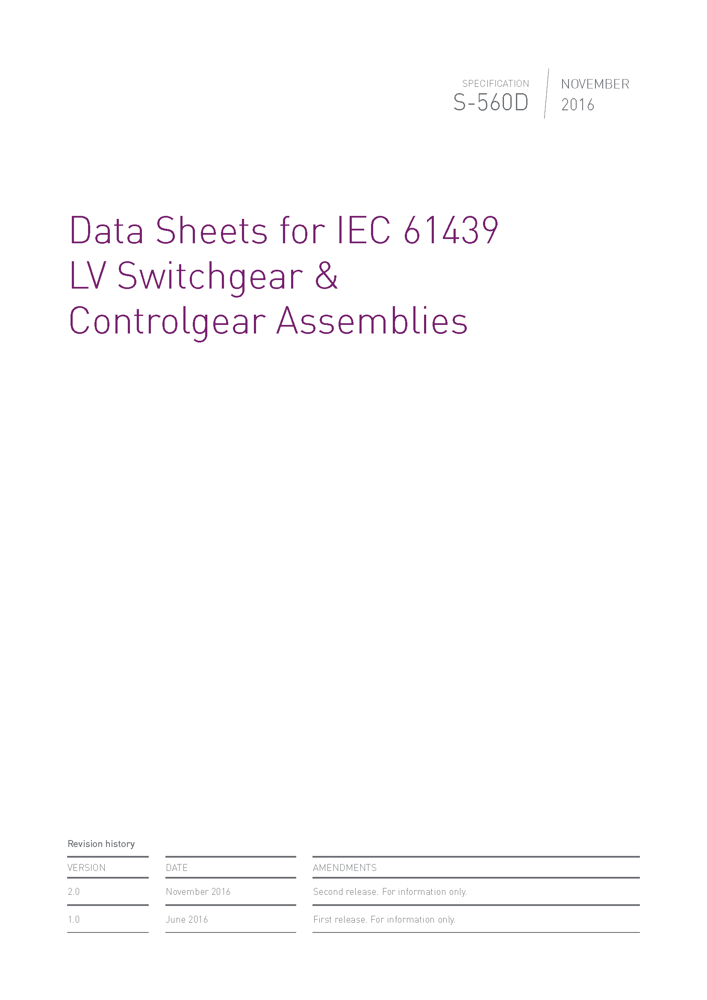 SPECIFICATION
S-560D
NOVEMBER
2016
Data Sheets for IEC 61439
LV Switchgear &
Controlgear Assemblies
Revision history
VERSION DATE AMENDMENTS
2.0 November 2016 Second release. For information only.
1.0 June 2016 First release. For information only.